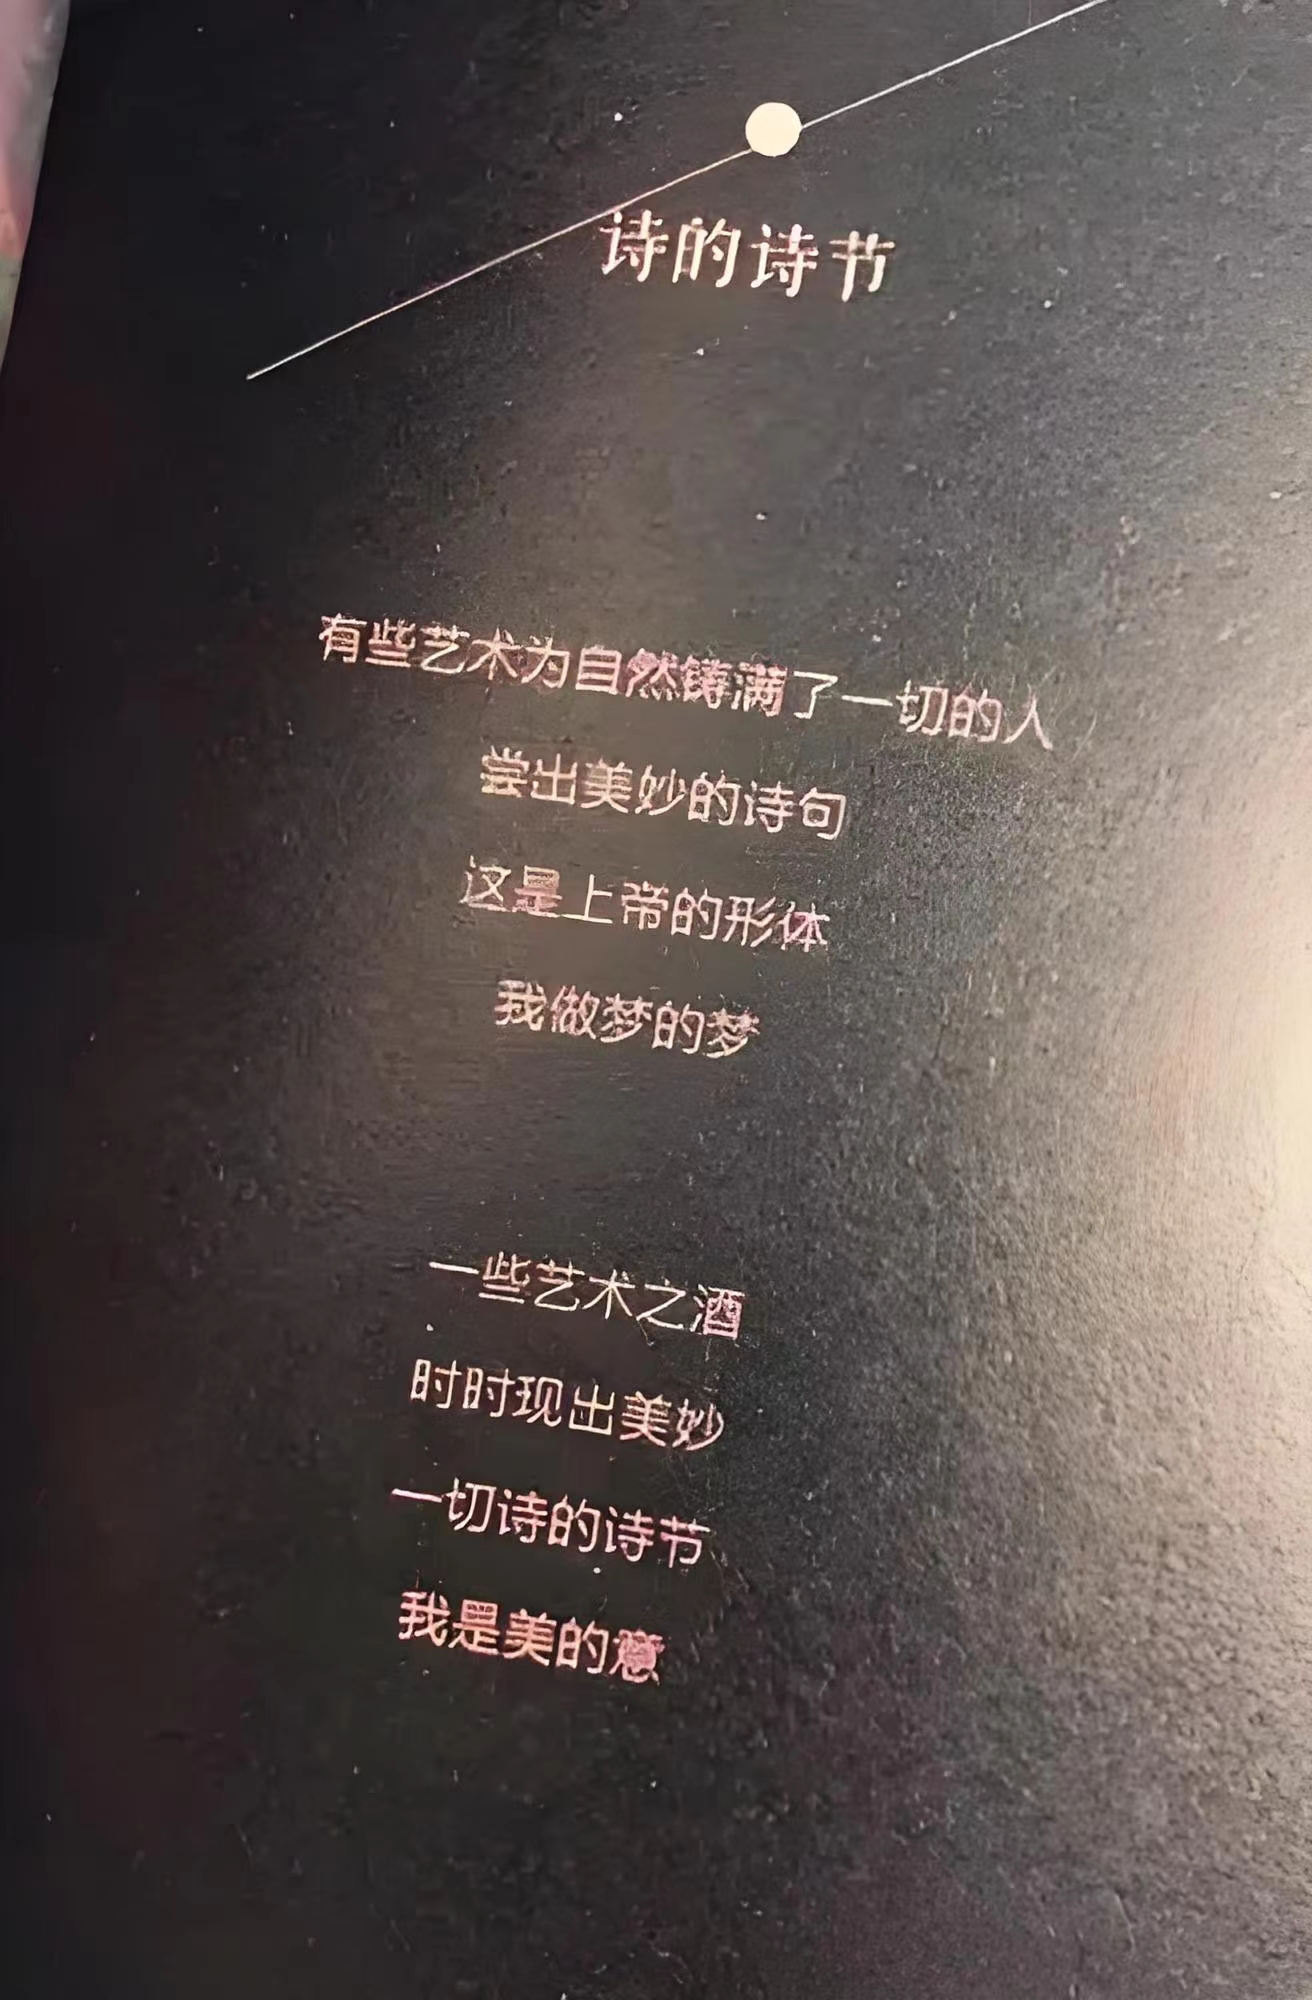 诗的诗节
有些艺术为自然铸满了一切的人
尝出美妙的诗句
这是上帝的形体
我做梦的梦
一些艺术之酒
时时现出美妙
一切诗的诗节
我是美的意